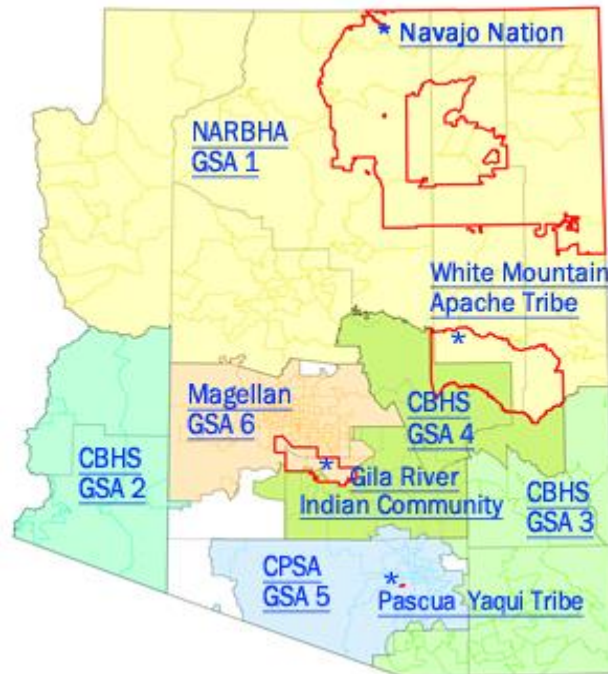 * Navajo Nation
NARBHA
GSA 1
White Mountain
Apache Tribe
*
Magellan
GSA 6
CBHS
GSA 4
CBHS
GSA 2
*
Gila River
Indian Community
CBHS
GSA 3
CPSA
GSA 5
*
Pascua Yaqui Tribe